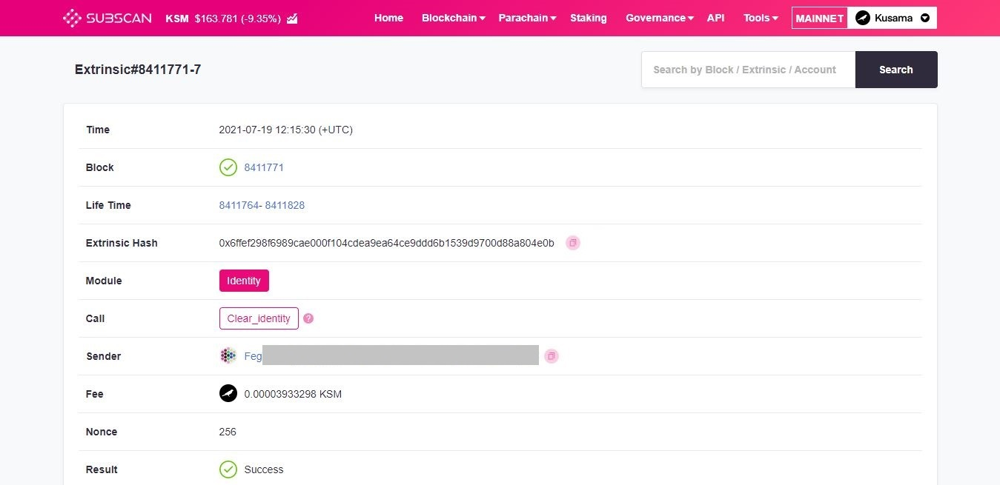 SUBSCAN KSM $163.781 (-9.35%) Home Blockchain Parachain Staking Governance API Tools MAINNET Kusama
Extrinsic#8411771-7 Search by Block / Extrinsic / Account Search
Time 2021-07-19 12:15:30 (+UTC)
Block 8411771
Life Time 8411764- 8411828
Extrinsic Hash 0x6ffef298f6989cae000f104cdea9ea64ce9ddd6b1539d9700d88a804e0b
Module Identity
Call Clear_identity ?
Sender Feg
Fee 0.00003933298 KSM
Nonce 256
Result Success